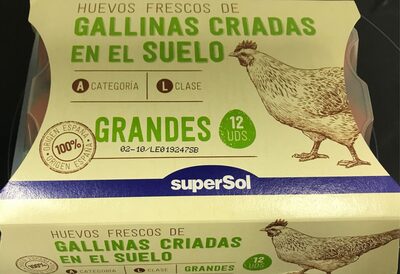 HUEVOS FRESCOS DE
GALLINAS CRIADAS
EN EL SUELO
A CATEGORÍA L CLASE
GRANDES 12 UDS.
02-10/LE019247SB
ORIGEN ESPAÑA
100%
ORIGEN ESPAÑA
superSol
HUEVOS FRESCOS DE
GALLINAS CRIADAS
EN EL SUELO
A CATEGORÍA L CLASE GRANDES 12 UDS.
100%